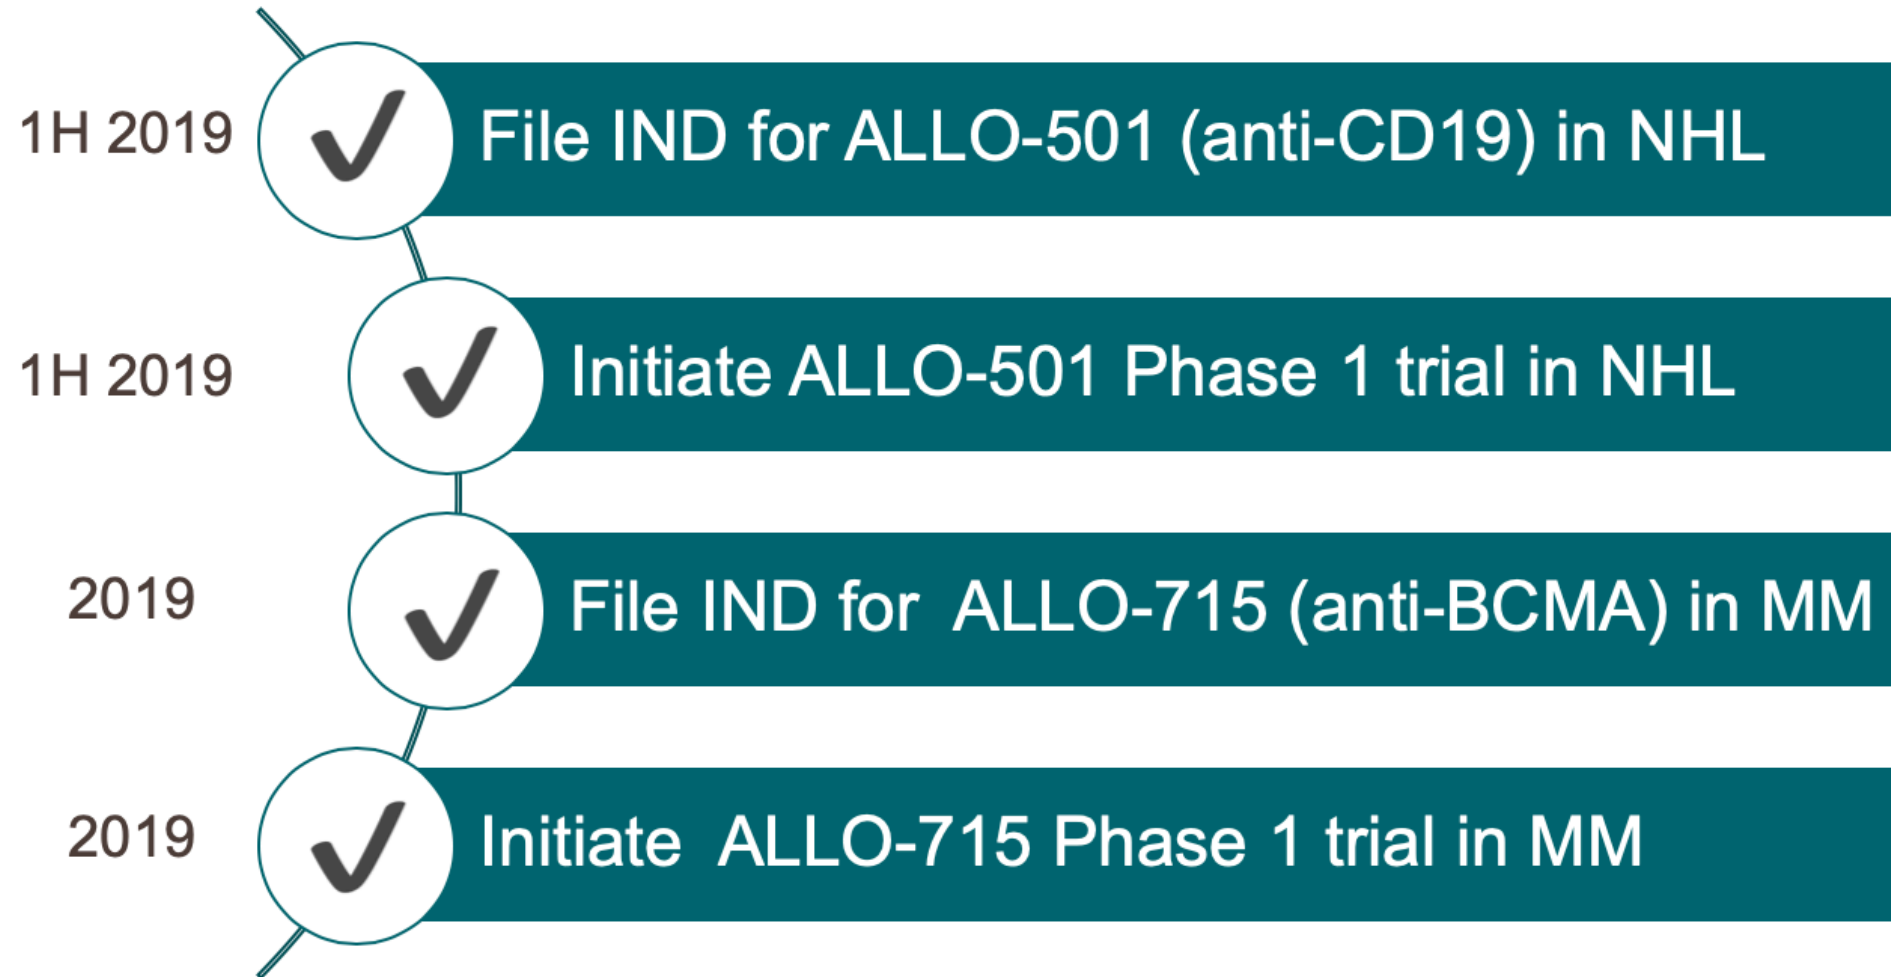 1H 2019
File IND for ALLO-501 (anti-CD19) in NHL
1H 2019
Initiate ALLO-501 Phase 1 trial in NHL
2019
File IND for ALLO-715 (anti-BCMA) in MM
2019
Initiate ALLO-715 Phase 1 trial in MM